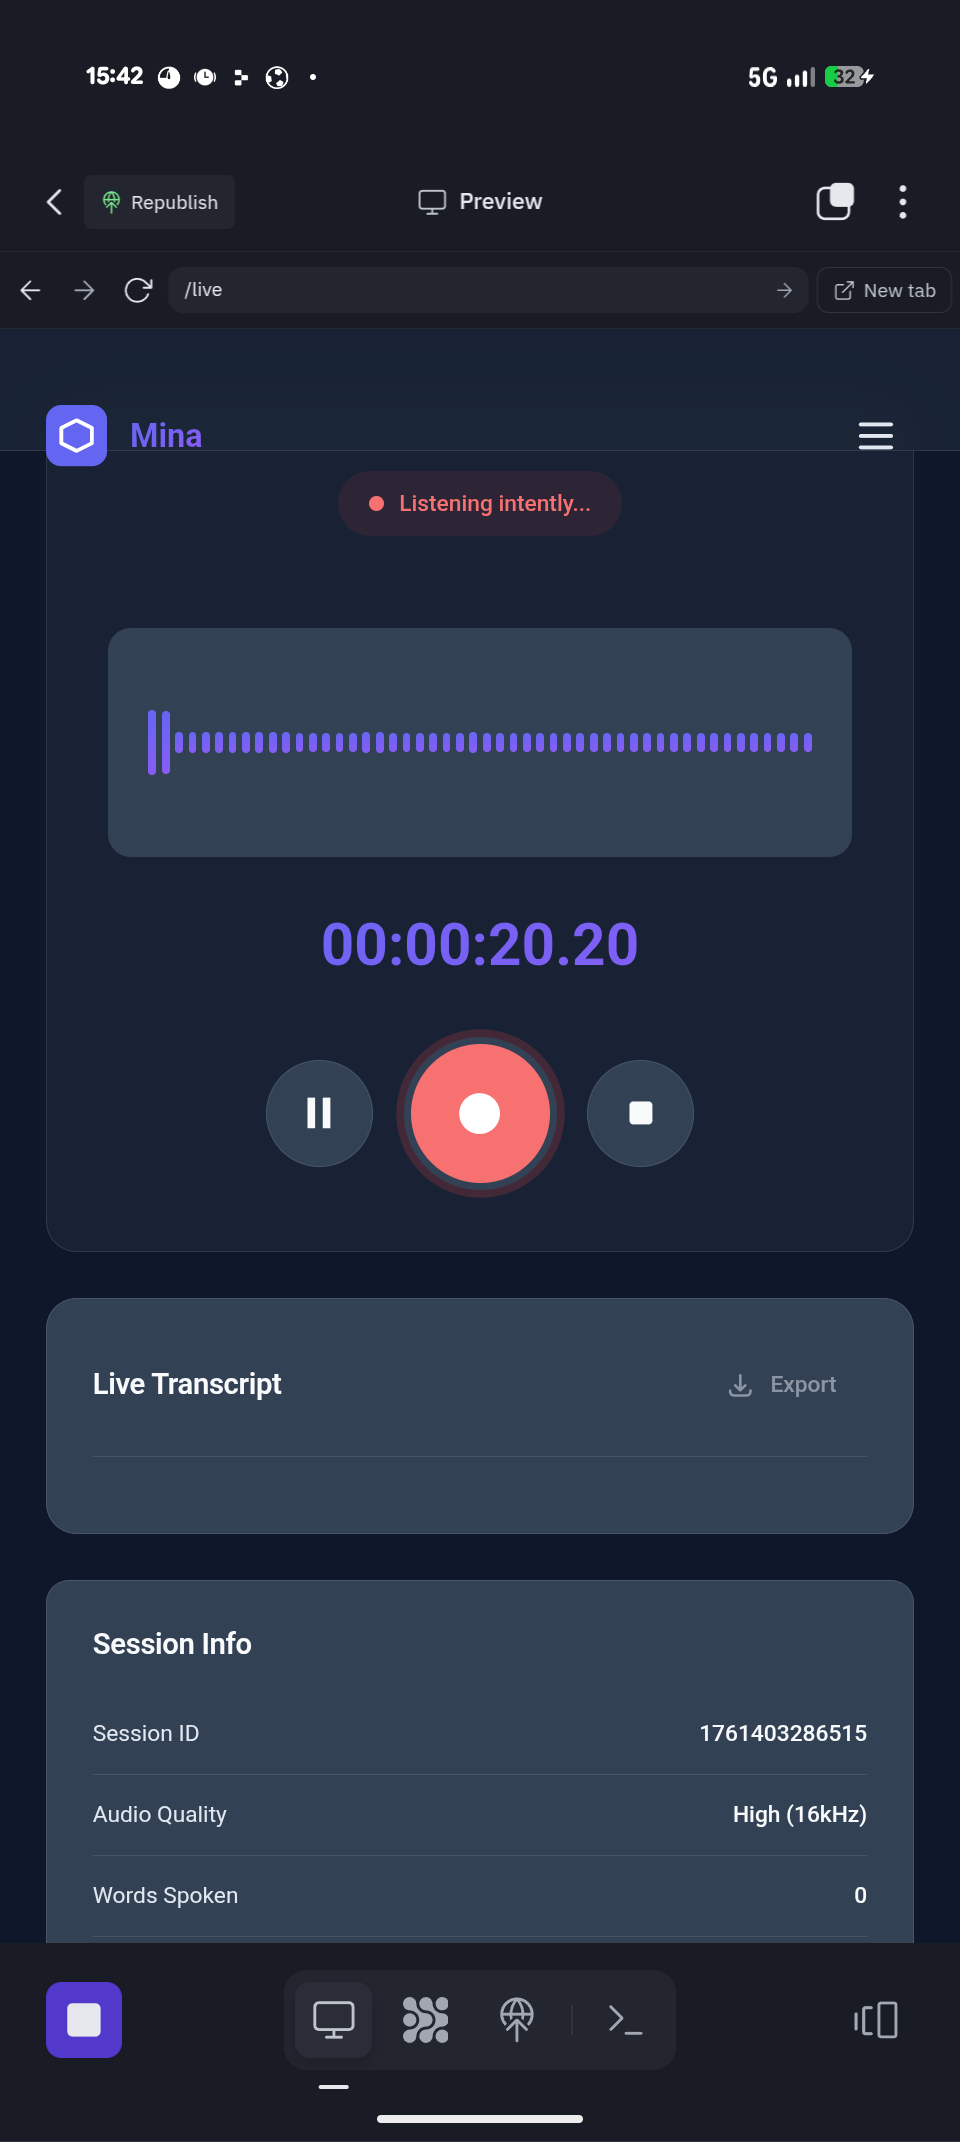 15:42
5G
32
Republish
Preview
/live
New tab
Mina
Listening intently...
00:00:20.20
Live Transcript
Export
Session Info
Session ID
1761403286515
Audio Quality
High (16kHz)
Words Spoken
0